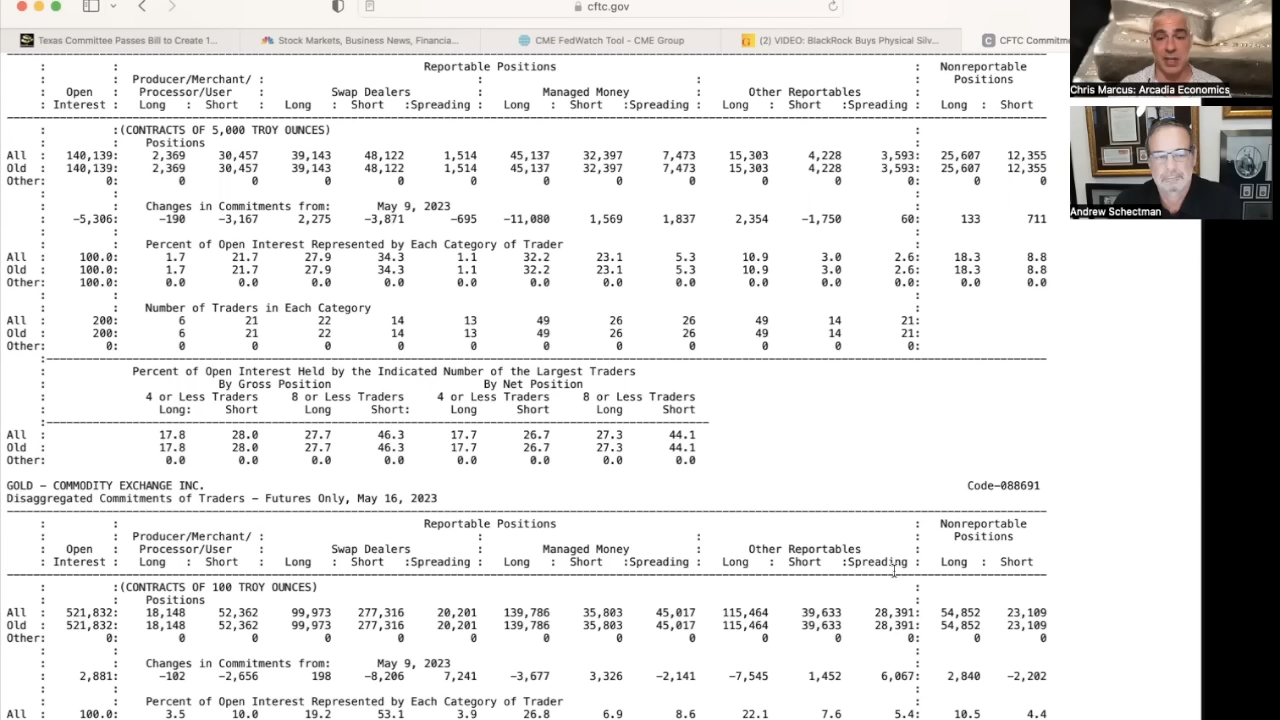 cftc.gov
Texas Committee Passes Bill to Create 1... Stock Markets, Business News, Financia... CME FedWatch Tool - CME Group (2) VIDEO: BlackRock Buys Physical Silv... CFTC Commitm
Reportable Positions Nonreportable
Producer/Merchant/ : Positions
Open : Processor/User : Swap Dealers : Managed Money : Other Reportables :
: Interest : Long : Short : Long : Short :Spreading : Long : Short :Spreading : Long : Short :Spreading : Long : Short
:(CONTRACTS OF 5,000 TROY OUNCES) :
Positions
All : 140,139: 2,369 30,457 39,143 48,122 1,514 45,137 32,397 7,473 15,303 4,228 3,593: 25,607 12,355
Old : 140,139: 2,369 30,457 39,143 48,122 1,514 45,137 32,397 7,473 15,303 4,228 3,593: 25,607 12,355
Other: 0: 0 0 0 0 0 0 0 0 0 0 0: 0 0
Changes in Commitments from: May 9, 2023
-5,306: -190 -3,167 2,275 -3,871 -695 -11,080 1,569 1,837 2,354 -1,750 60: 133 711
Percent of Open Interest Represented by Each Category of Trader
All : 100.0: 1.7 21.7 27.9 34.3 1.1 32.2 23.1 5.3 10.9 3.0 2.6: 18.3 8.8
Old : 100.0: 1.7 21.7 27.9 34.3 1.1 32.2 23.1 5.3 10.9 3.0 2.6: 18.3 8.8
Other: 100.0: 0.0 0.0 0.0 0.0 0.0 0.0 0.0 0.0 0.0 0.0 0.0: 0.0 0.0
Number of Traders in Each Category
All : 200: 6 21 22 14 13 49 26 26 49 14 21:
Old : 200: 6 21 22 14 13 49 26 26 49 14 21:
Other: 0: 0 0 0 0 0 0 0 0 0 0 0:
Percent of Open Interest Held by the Indicated Number of the Largest Traders
By Gross Position By Net Position
4 or Less Traders 8 or Less Traders 4 or Less Traders 8 or Less Traders
Long: Short Long Short: Long Short Long Short
All : 17.8 28.0 27.7 46.3 17.7 26.7 27.3 44.1
Old : 17.8 28.0 27.7 46.3 17.7 26.7 27.3 44.1
Other: 0.0 0.0 0.0 0.0 0.0 0.0 0.0 0.0
GOLD - COMMODITY EXCHANGE INC. Code-088691
Disaggregated Commitments of Traders - Futures Only, May 16, 2023
Reportable Positions Nonreportable
Producer/Merchant/ : Positions
Open : Processor/User : Swap Dealers : Managed Money : Other Reportables :
: Interest : Long : Short : Long : Short :Spreading : Long : Short :Spreading : Long : Short :Spreading : Long : Short
:(CONTRACTS OF 100 TROY OUNCES) :
Positions
All : 521,832: 18,148 52,362 99,973 277,316 20,201 139,786 35,803 45,017 115,464 39,633 28,391: 54,852 23,109
Old : 521,832: 18,148 52,362 99,973 277,316 20,201 139,786 35,803 45,017 115,464 39,633 28,391: 54,852 23,109
Other: 0: 0 0 0 0 0 0 0 0 0 0 0: 0 0
Changes in Commitments from: May 9, 2023
2,881: -102 -2,656 198 -8,206 7,241 -3,677 3,326 -2,141 -7,545 1,452 6,067: 2,840 -2,202
Percent of Open Interest Represented by Each Category of Trader
All : 100.0: 3.5 10.0 19.2 53.1 3.9 26.8 6.9 8.6 22.1 7.6 5.4: 10.5 4.4
Chris Marcus: Arcadia Economics
Andrew Schectman